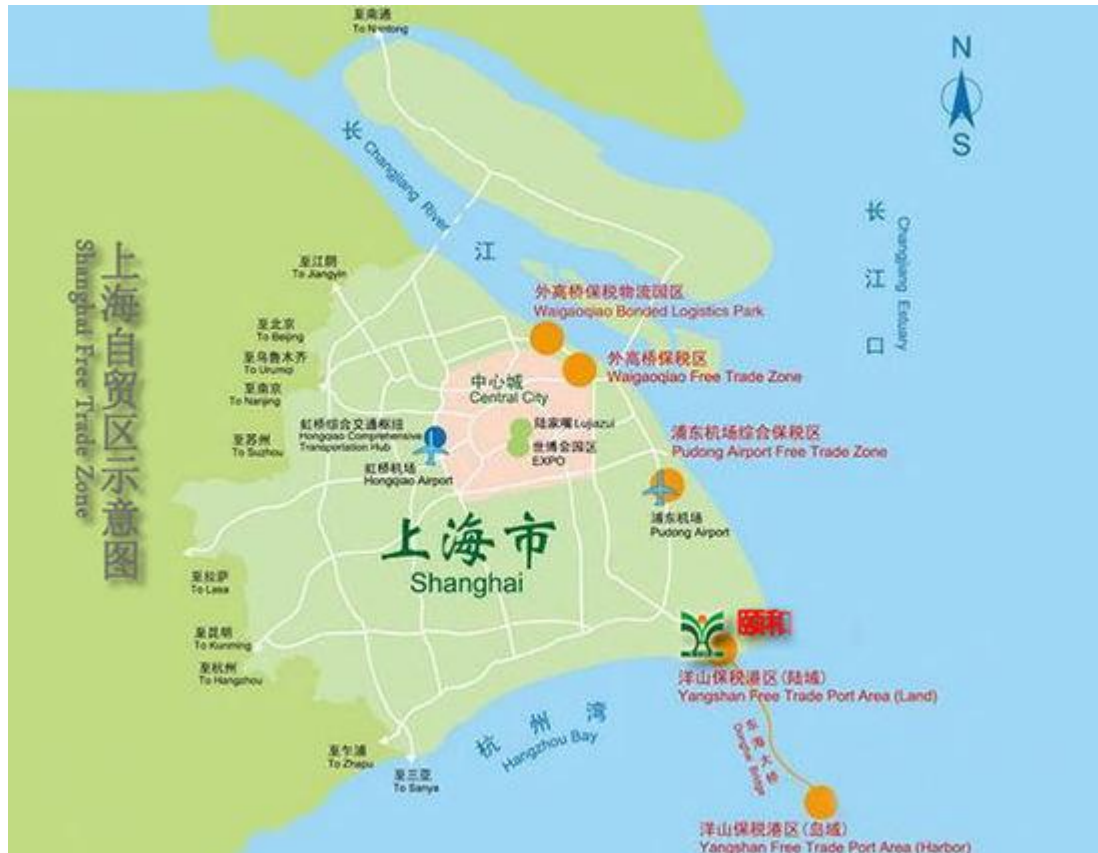 至南通
To Nantong
N
S
长
Changjiang River
江
长江口
Changjiang Estuary
上海自贸区示意图
Shanghai Free Trade Zone
至江阴
To Jiangyin
外高桥保税物流园区
Waigaoqiao Bonded Logistics Park
至北京
To Beijing
至乌鲁木齐
To Urumqi
外高桥保税区
Waigaoqiao Free Trade Zone
至南京
To Nanjing
中心城
Central City
虹桥综合交通枢纽
Hongqiao Comprehensive
Transportation Hub
陆家嘴 Lujiazui
浦东机场综合保税区
Pudong Airport Free Trade Zone
至苏州
To Suzhou
世博会园区
EXPO
虹桥机场
Hongqiao Airport
浦东机场
Pudong Airport
上海市
Shanghai
至拉萨
To Lasa
颐和
至昆明
To Kunming
至杭州
To Hangzhou
洋山保税港区(陆域)
Yangshan Free Trade Port Area (Land)
杭州湾
Hangzhou Bay
东海大桥
Donghai Bridge
至乍浦
To Zhapu
至三亚
To Sanya
洋山保税港区(岛域)
Yangshan Free Trade Port Area (Harbor)